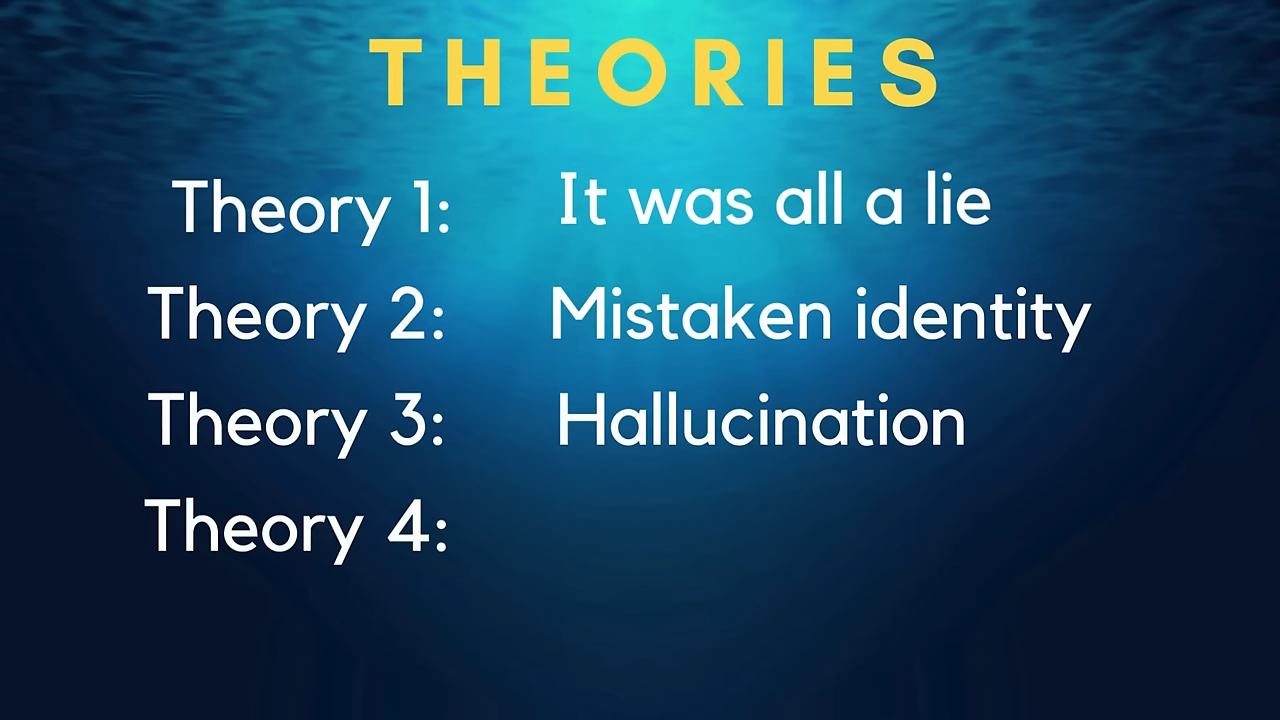 THEORIES
Theory 1: It was all a lie
Theory 2: Mistaken identity
Theory 3: Hallucination
Theory 4: